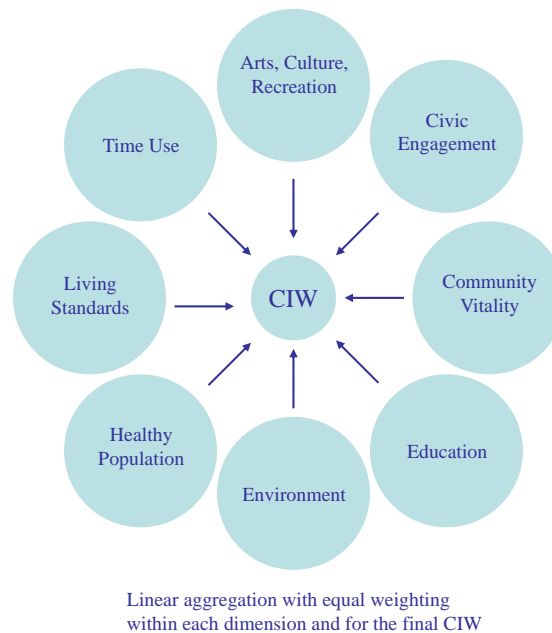 Arts, Culture,
Recreation
Civic
Engagement
Time Use
Living
Standards
CIW
Community
Vitality
Healthy
Population
Education
Environment
Linear aggregation with equal weighting
within each dimension and for the final CIW